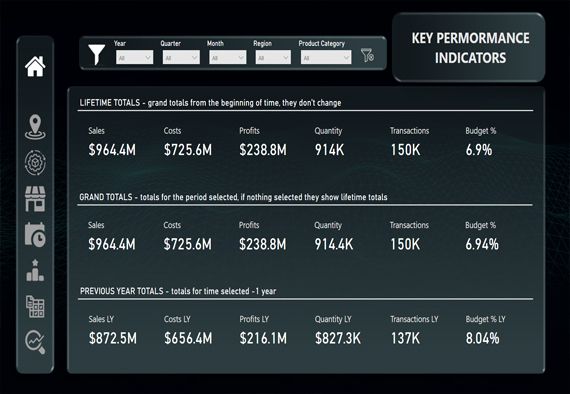 KEY PERMORMANCE
INDICATORS
Year Quarter Month Region Product Category
All All All All All
LIFETIME TOTALS - grand totals from the beginning of time, they don't change
Sales Costs Profits Quantity Transactions Budget %
$964.4M $725.6M $238.8M 914K 150K 6.9%
GRAND TOTALS - totals for the period selected, if nothing selected they show lifetime totals
Sales Costs Profits Quantity Transactions Budget %
$964.4M $725.6M $238.8M 914.4K 150K 6.94%
PREVIOUS YEAR TOTALS - totals for time selected -1 year
Sales LY Costs LY Profits LY Quantity LY Transactions LY Budget % LY
$872.5M $656.4M $216.1M $827.3K 137K 8.04%